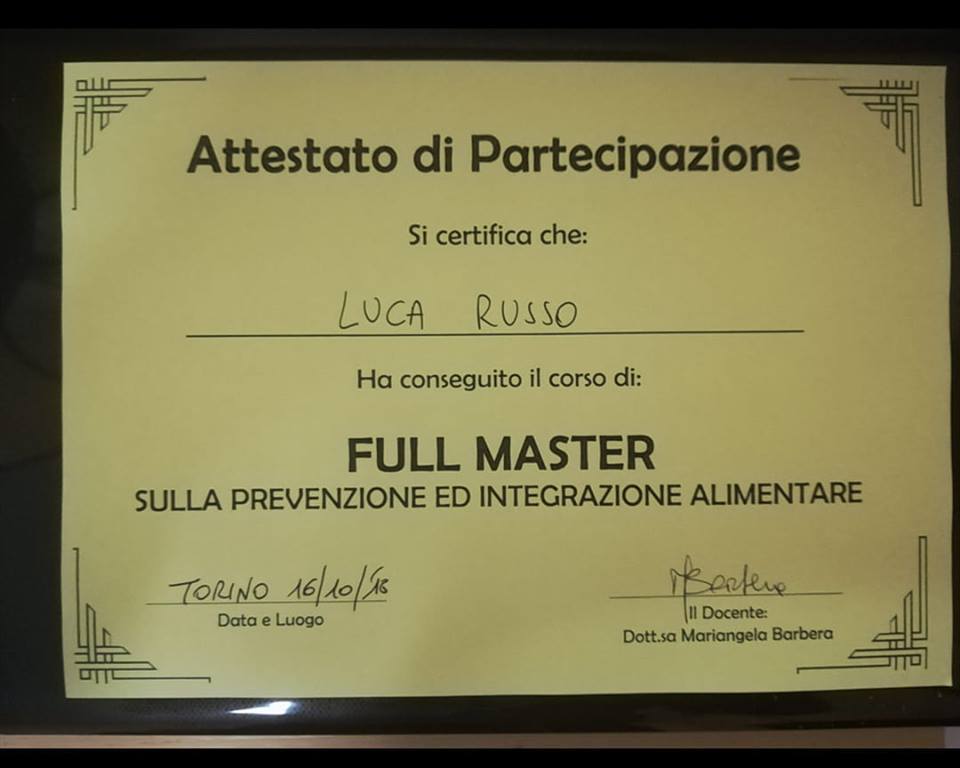 Attestato di Partecipazione
Si certifica che:
LUCA RUSSO
Ha conseguito il corso di:
FULL MASTER
SULLA PREVENZIONE ED INTEGRAZIONE ALIMENTARE
TORINO 16/10/18
Data e Luogo
MBarbera
Il Docente:
Dott.sa Mariangela Barbera